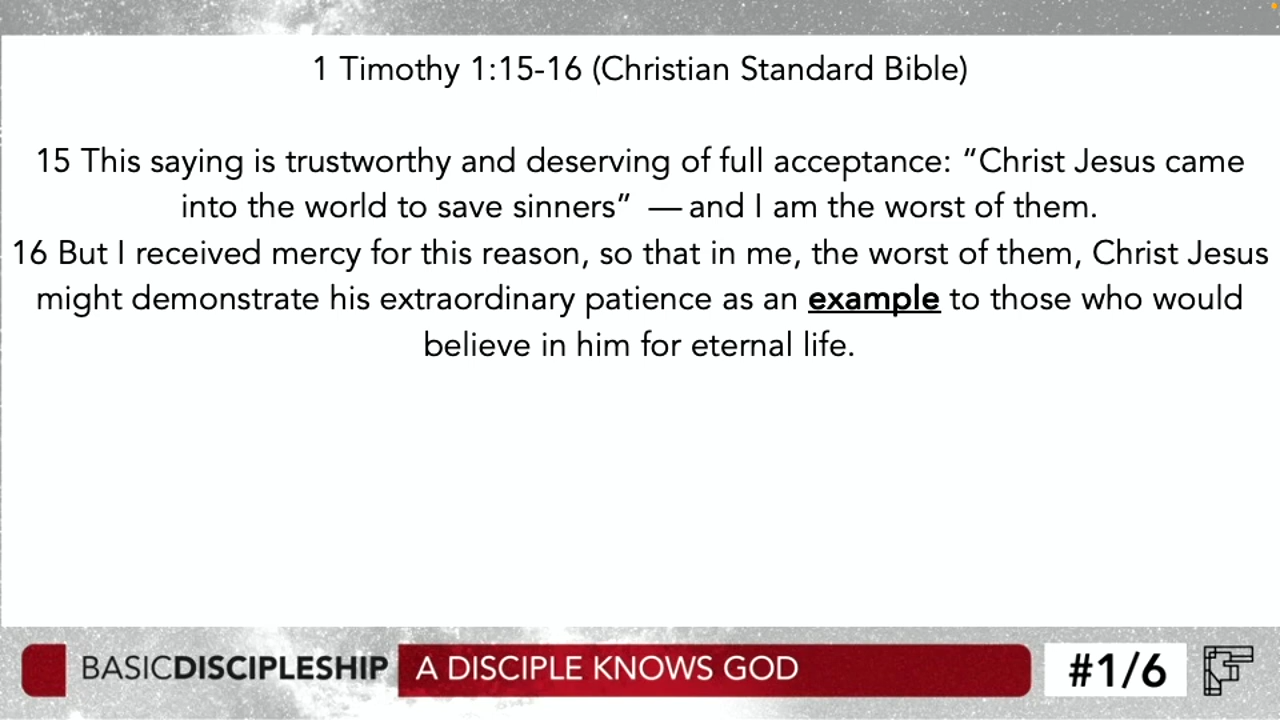 1 Timothy 1:15-16 (Christian Standard Bible)
15 This saying is trustworthy and deserving of full acceptance: “Christ Jesus came
into the world to save sinners”  — and I am the worst of them.
16 But I received mercy for this reason, so that in me, the worst of them, Christ Jesus
might demonstrate his extraordinary patience as an example to those who would
believe in him for eternal life.
BASICDISCIPLESHIP
A DISCIPLE KNOWS GOD
#1/6